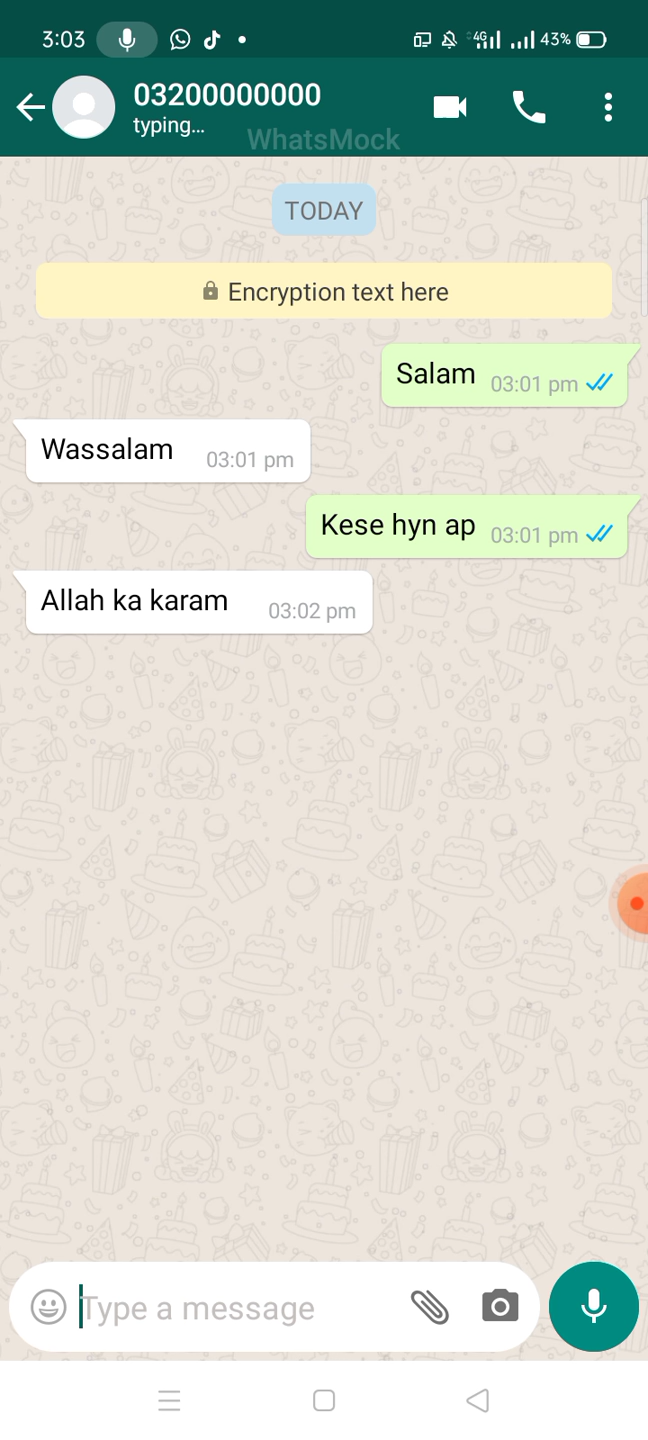 3:03
4G
43%
03200000000
typing...
WhatsMock
TODAY
Encryption text here
Salam 03:01 pm
Wassalam 03:01 pm
Kese hyn ap 03:01 pm
Allah ka karam 03:02 pm
Type a message